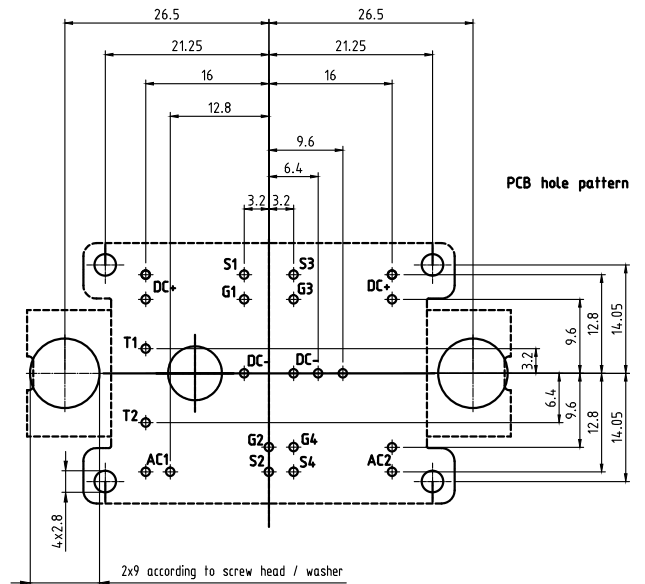 26.5 26.5
21.25 21.25
16 16
12.8
9.6
6.4
PCB hole pattern
3.2 3.2
S1 S3
DC+ DC+
G1 G3
9.6 12.8 14.05
T1
3.2
DC- DC-
6.4
9.6
12.8
14.05
T2
G2 G4
AC1 S2 S4 AC2
4x2.8
2x9 according to screw head / washer